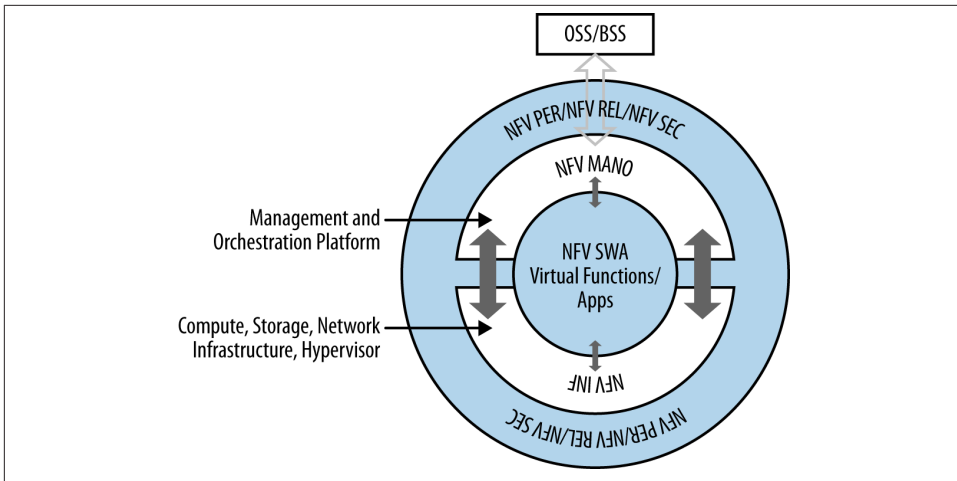 OSS/BSS
NFV PER/NFV REL/NFV SEC
NFV MANO
Management and
Orchestration Platform
NFV SWA
Virtual Functions/
Apps
Compute, Storage, Network
Infrastructure, Hypervisor
NFV INF
NFV PER/NFV REL/NFV SEC